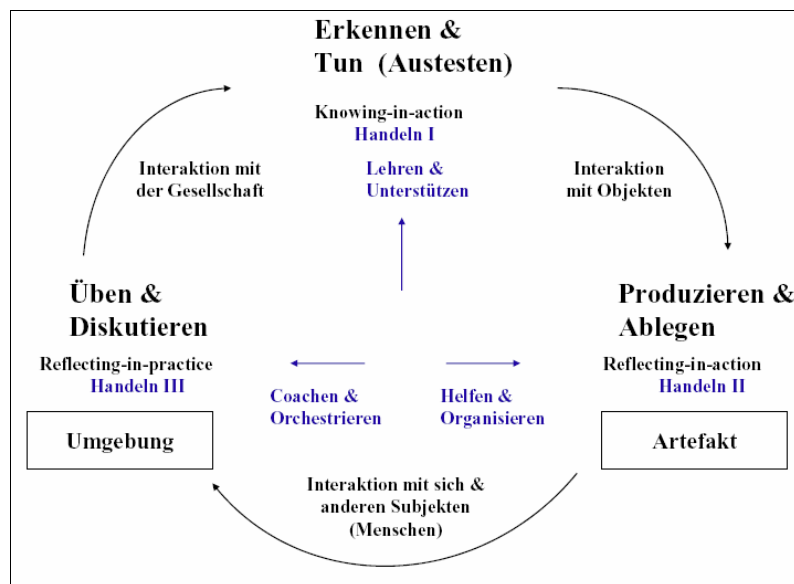 Erkennen &
Tun (Austesten)
Knowing-in-action
Handeln I
Lehren &
Unterstützen
Interaktion mit
der Gesellschaft
Interaktion
mit Objekten
Üben &
Diskutieren
Reflecting-in-practice
Handeln III
Umgebung
Produzieren &
Ablegen
Reflecting-in-action
Handeln II
Artefakt
Coachen &
Orchestrieren
Helfen &
Organisieren
Interaktion mit sich &
anderen Subjekten
(Menschen)